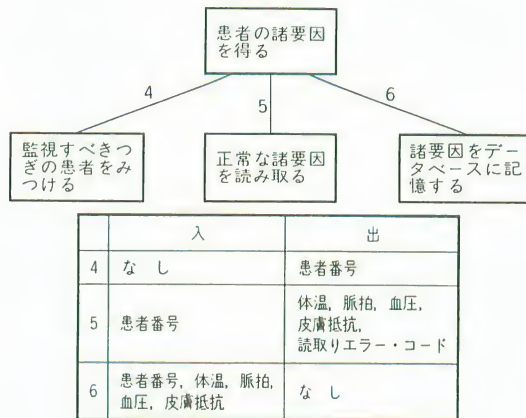 患者の諸要因
を得る
4
5
6
監視すべきつ
ぎの患者をみ
つける
正常な諸要因
を読み取る
諸要因をデー
タベースに記
憶する
入
出
4
なし
患者番号
5
患者番号
体温, 脈拍, 血圧,
皮膚抵抗,
読取りエラー・コード
6
患者番号, 体温, 脈拍,
血圧, 皮膚抵抗
なし